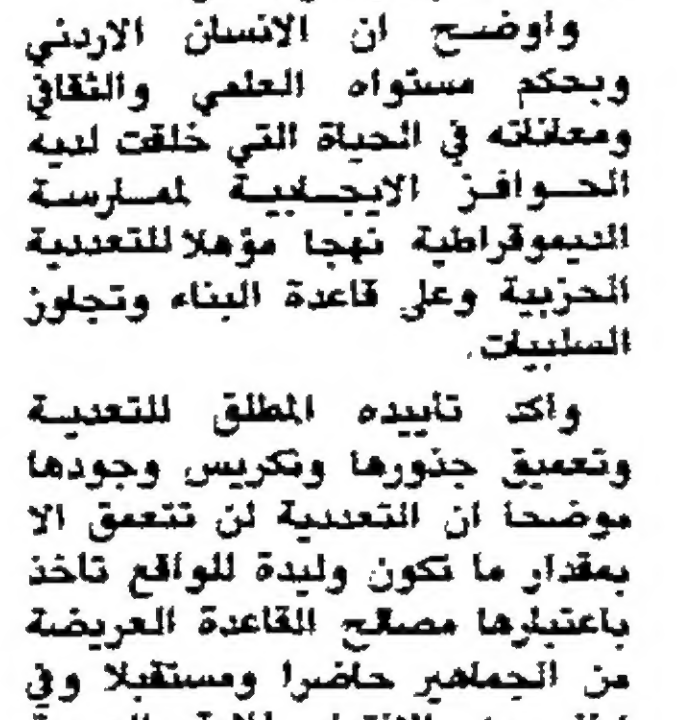 واوضح ان الانسان الاردني
وبحكم مستواه العلمي والثقافي
ومعاناته في الحياة التي خلقت لديه
الحوافز الايجابية لممارسة
الديموقراطية نهجا مؤهلا للتعددية
الحزبية وعلى قاعدة البناء وتجاوز
السلبيات.
واكد تاييده المطلق للتعددية
وتعميق جذورها وتكريس وجودها
موضحا ان التعددية لن تتعمق الا
بمقدار ما تكون وليدة للواقع تاخذ
باعتبارها مصالح القاعدة العريضة
من الجماهير حاضرا ومستقبلا وفي